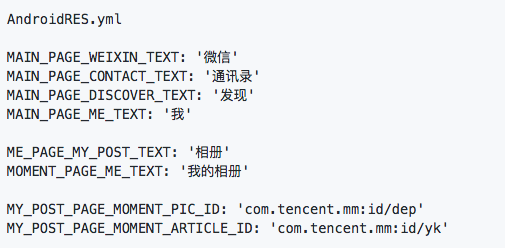 AndroidRES.yml
MAIN_PAGE_WEIXIN_TEXT: '微信'
MAIN_PAGE_CONTACT_TEXT: '通讯录'
MAIN_PAGE_DISCOVER_TEXT: '发现'
MAIN_PAGE_ME_TEXT: '我'
ME_PAGE_MY_POST_TEXT: '相册'
MOMENT_PAGE_ME_TEXT: '我的相册'
MY_POST_PAGE_MOMENT_PIC_ID: 'com.tencent.mm:id/dep'
MY_POST_PAGE_MOMENT_ARTICLE_ID: 'com.tencent.mm:id/yk'